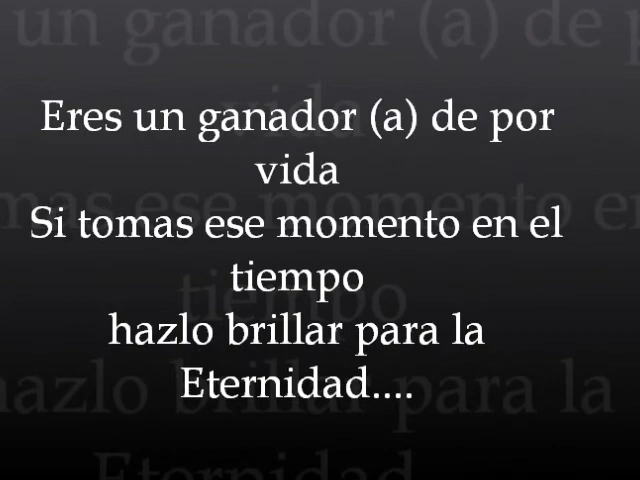 Eres un ganador (a) de por
vida
Si tomas ese momento en el
tiempo
hazlo brillar para la
Eternidad....